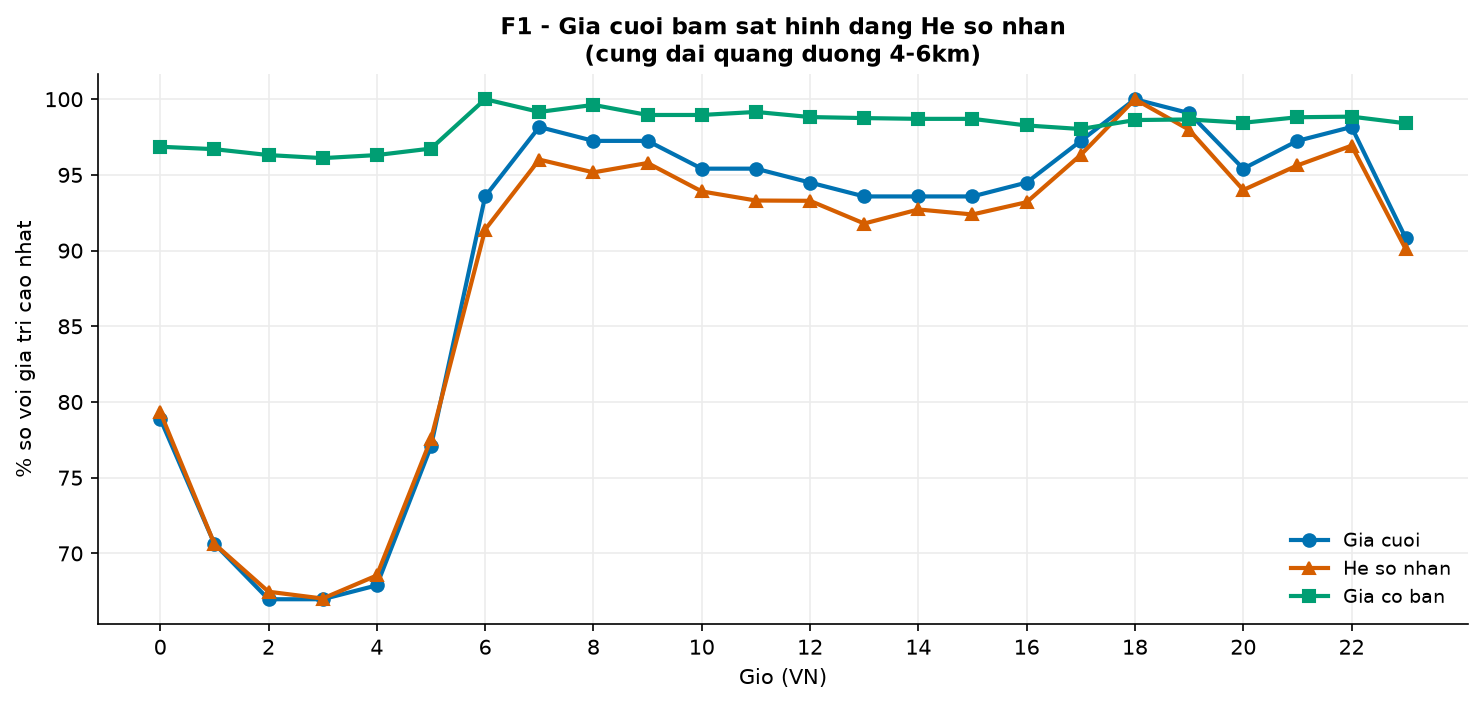 F1 - Gia cuoi bam sat hinh dang He so nhan
(cung dai quang duong 4-6km)
% so voi gia tri cao nhat
100
95
90
85
80
75
70
Gia cuoi
He so nhan
Gia co ban
0 2 4 6 8 10 12 14 16 18 20 22
Gio (VN)